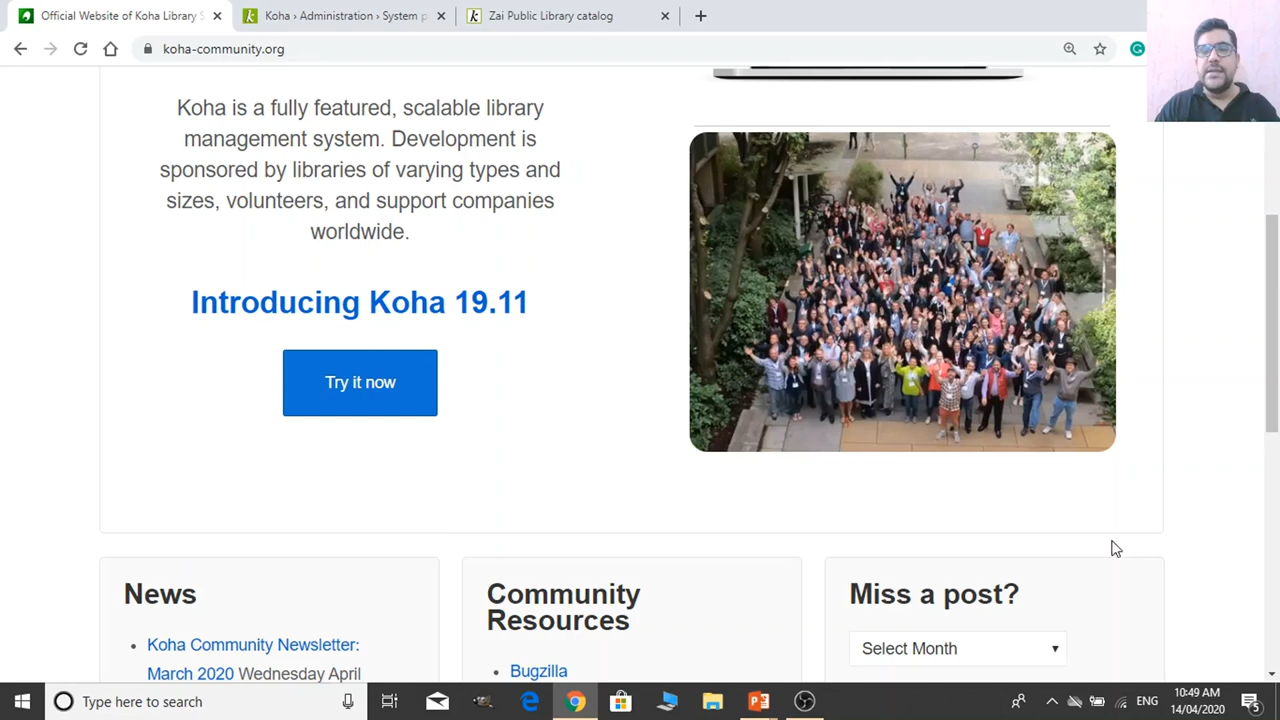 Official Website of Koha Library S
Koha › Administration › System p
Zai Public Library catalog
koha-community.org
Koha is a fully featured, scalable library
management system. Development is
sponsored by libraries of varying types and
sizes, volunteers, and support companies
worldwide.
Introducing Koha 19.11
Try it now
News
Koha Community Newsletter:
March 2020 Wednesday April
Community
Resources
Bugzilla
Miss a post?
Select Month
Type here to search
ENG
10:49 AM
14/04/2020
5